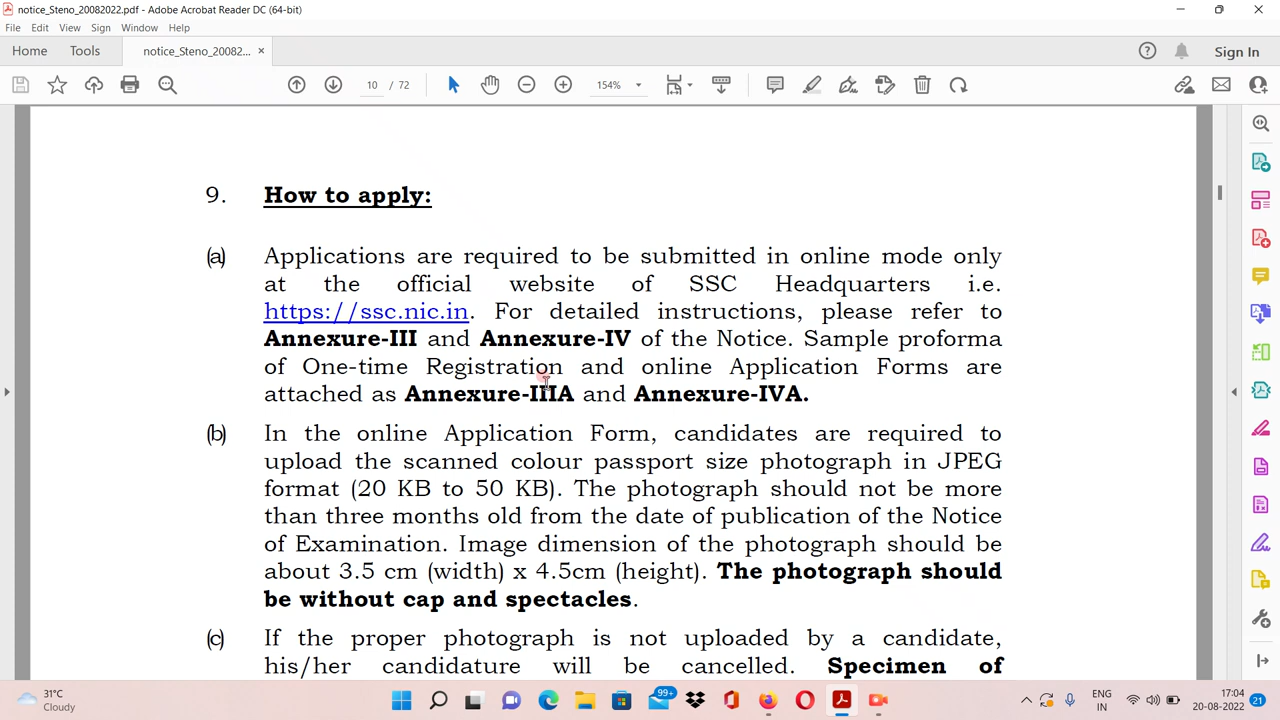 notice_Steno_20082022.pdf - Adobe Acrobat Reader DC (64-bit)
File Edit View Sign Window Help
Home Tools notice_Steno_20082... × Sign In
10 / 72 154%
9. How to apply:
(a) Applications are required to be submitted in online mode only
at the official website of SSC Headquarters i.e.
https://ssc.nic.in. For detailed instructions, please refer to
Annexure-III and Annexure-IV of the Notice. Sample proforma
of One-time Registration and online Application Forms are
attached as Annexure-IIIA and Annexure-IVA.
(b) In the online Application Form, candidates are required to
upload the scanned colour passport size photograph in JPEG
format (20 KB to 50 KB). The photograph should not be more
than three months old from the date of publication of the Notice
of Examination. Image dimension of the photograph should be
about 3.5 cm (width) x 4.5cm (height). The photograph should
be without cap and spectacles.
(c) If the proper photograph is not uploaded by a candidate,
his/her candidature will be cancelled. Specimen of
31°C
Cloudy
99+
ENG
IN
17:04
20-08-2022
21